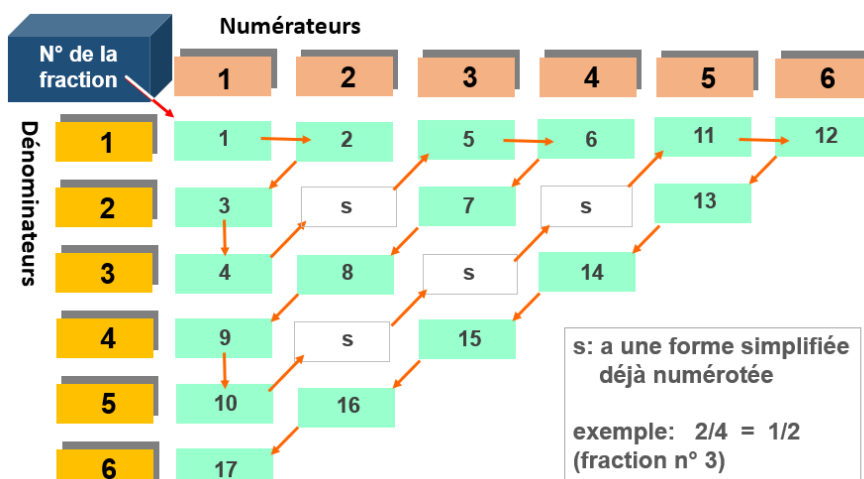 Numérateurs
N° de la
fraction
1 2 3 4 5 6
Dénominateurs
1 1 2 5 6 11 12
2 3 s 7 s 13
3 4 8 s 14
4 9 s 15
5 10 16
6 17
s: a une forme simplifiée
déjà numérotée
exemple: 2/4 = 1/2
(fraction n° 3)